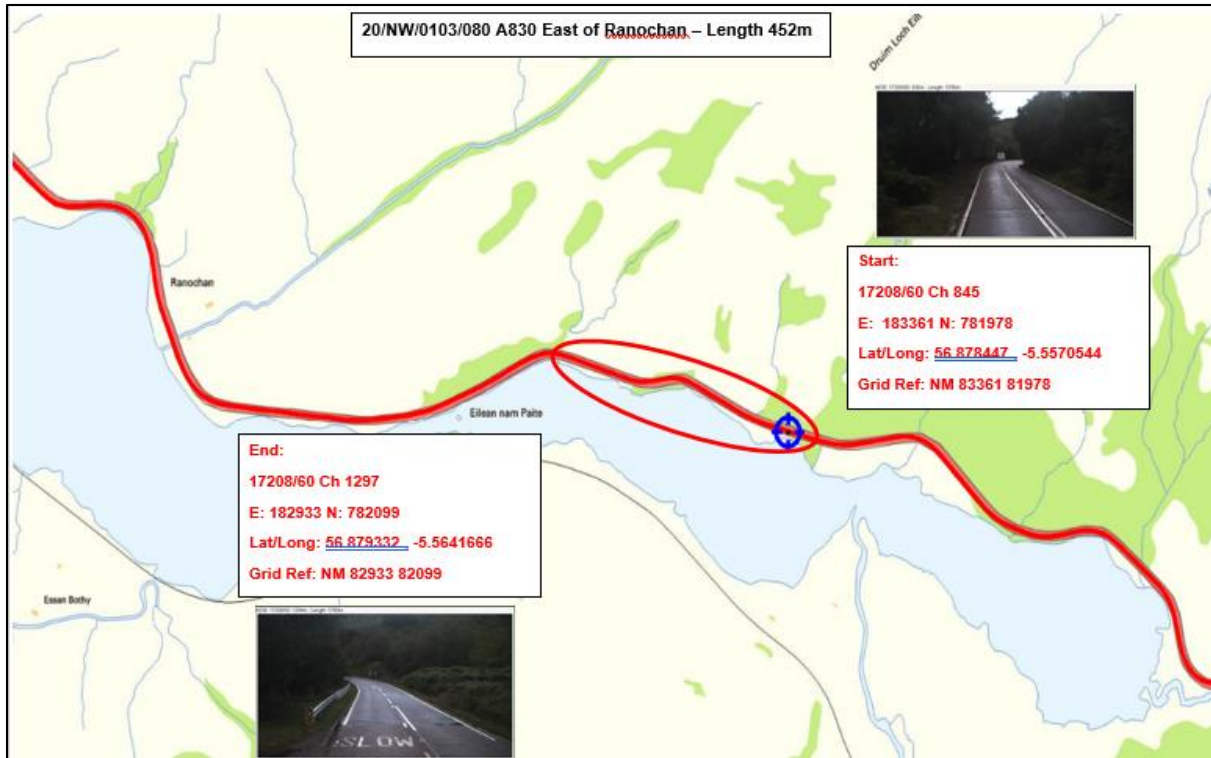 20/NW/0103/080 A830 East of Ranochan – Length 452m
Druim Loch Eilt
Start:
17208/60 Ch 845
E: 183361 N: 781978
Lat/Long: 56.878447 -5.5570544
Grid Ref: NM 83361 81978
Ranochan
Eilean nam Paite
End:
17208/60 Ch 1297
E: 182933 N: 782099
Lat/Long: 56.879332 -5.5641666
Grid Ref: NM 82933 82099
Essan Bothy
SLOW